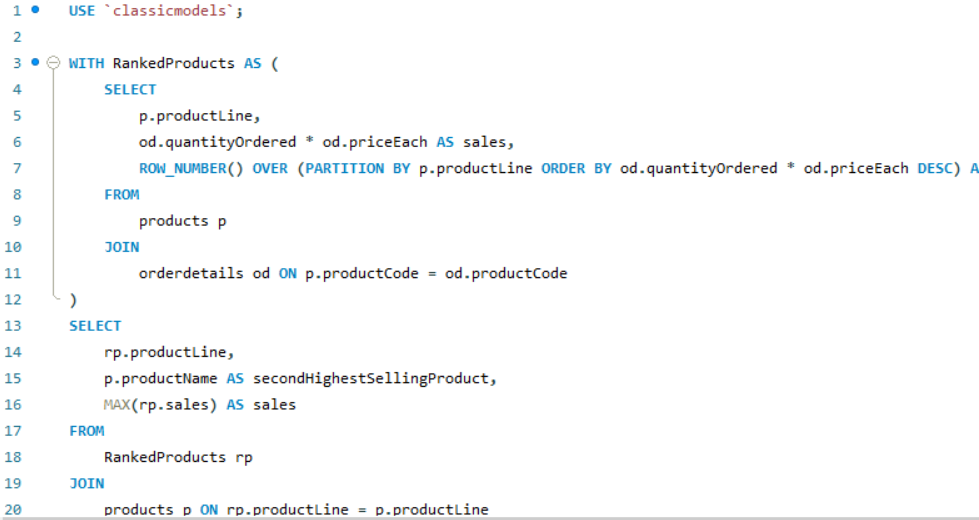 1 USE `classicmodels`;
2
3 WITH RankedProducts AS (
4 SELECT
5 p.productLine,
6 od.quantityOrdered * od.priceEach AS sales,
7 ROW_NUMBER() OVER (PARTITION BY p.productLine ORDER BY od.quantityOrdered * od.priceEach DESC) A
8 FROM
9 products p
10 JOIN
11 orderdetails od ON p.productCode = od.productCode
12 )
13 SELECT
14 rp.productLine,
15 p.productName AS secondHighestSellingProduct,
16 MAX(rp.sales) AS sales
17 FROM
18 RankedProducts rp
19 JOIN
20 products p ON rp.productLine = p.productLine